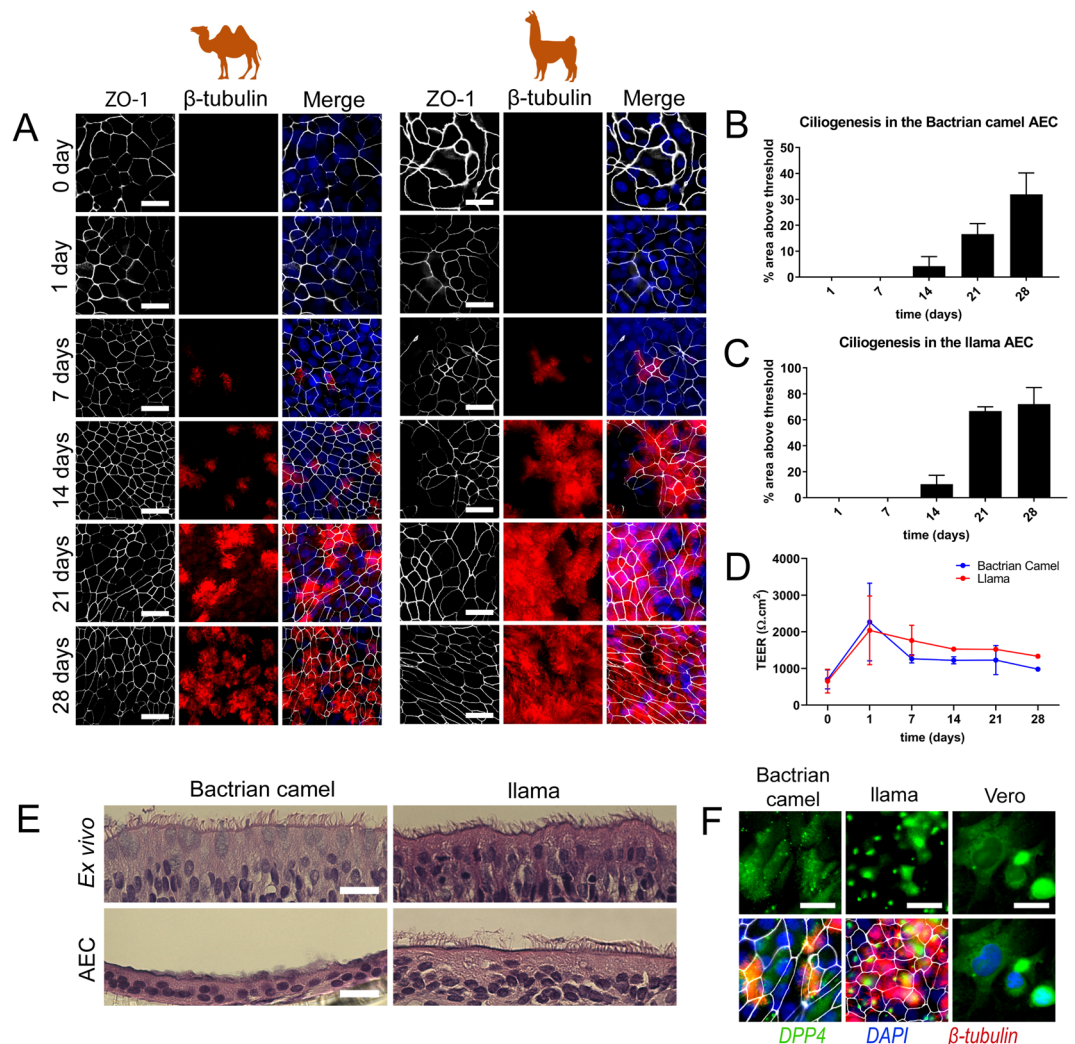 A
ZO-1 β-tubulin Merge
ZO-1 β-tubulin Merge
0 day
1 day
7 days
14 days
21 days
28 days
B
Ciliogenesis in the Bactrian camel AEC
% area above threshold
50
40
30
20
10
0
1 7 14 21 28
time (days)
C
Ciliogenesis in the llama AEC
% area above threshold
100
80
60
40
20
0
1 7 14 21 28
time (days)
D
Bactrian Camel
Llama
TEER (Ω.cm²)
4000
3000
2000
1000
0
0 1 7 14 21 28
time (days)
E
Bactrian camel llama
Ex vivo
AEC
F
Bactrian
camel llama Vero
DPP4 DAPI β-tubulin